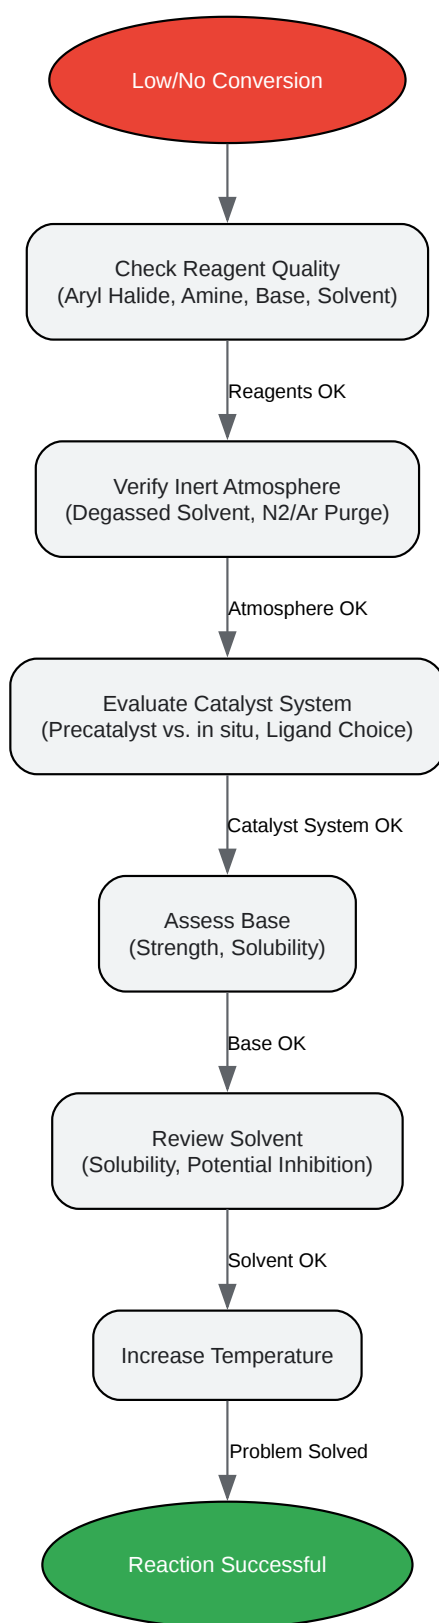 Low/No Conversion
Check Reagent Quality
(Aryl Halide, Amine, Base, Solvent)
Reagents OK
Verify Inert Atmosphere
(Degassed Solvent, N2/Ar Purge)
Atmosphere OK
Evaluate Catalyst System
(Precatalyst vs. in situ, Ligand Choice)
Catalyst System OK
Assess Base
(Strength, Solubility)
Base OK
Review Solvent
(Solubility, Potential Inhibition)
Solvent OK
Increase Temperature
Problem Solved
Reaction Successful